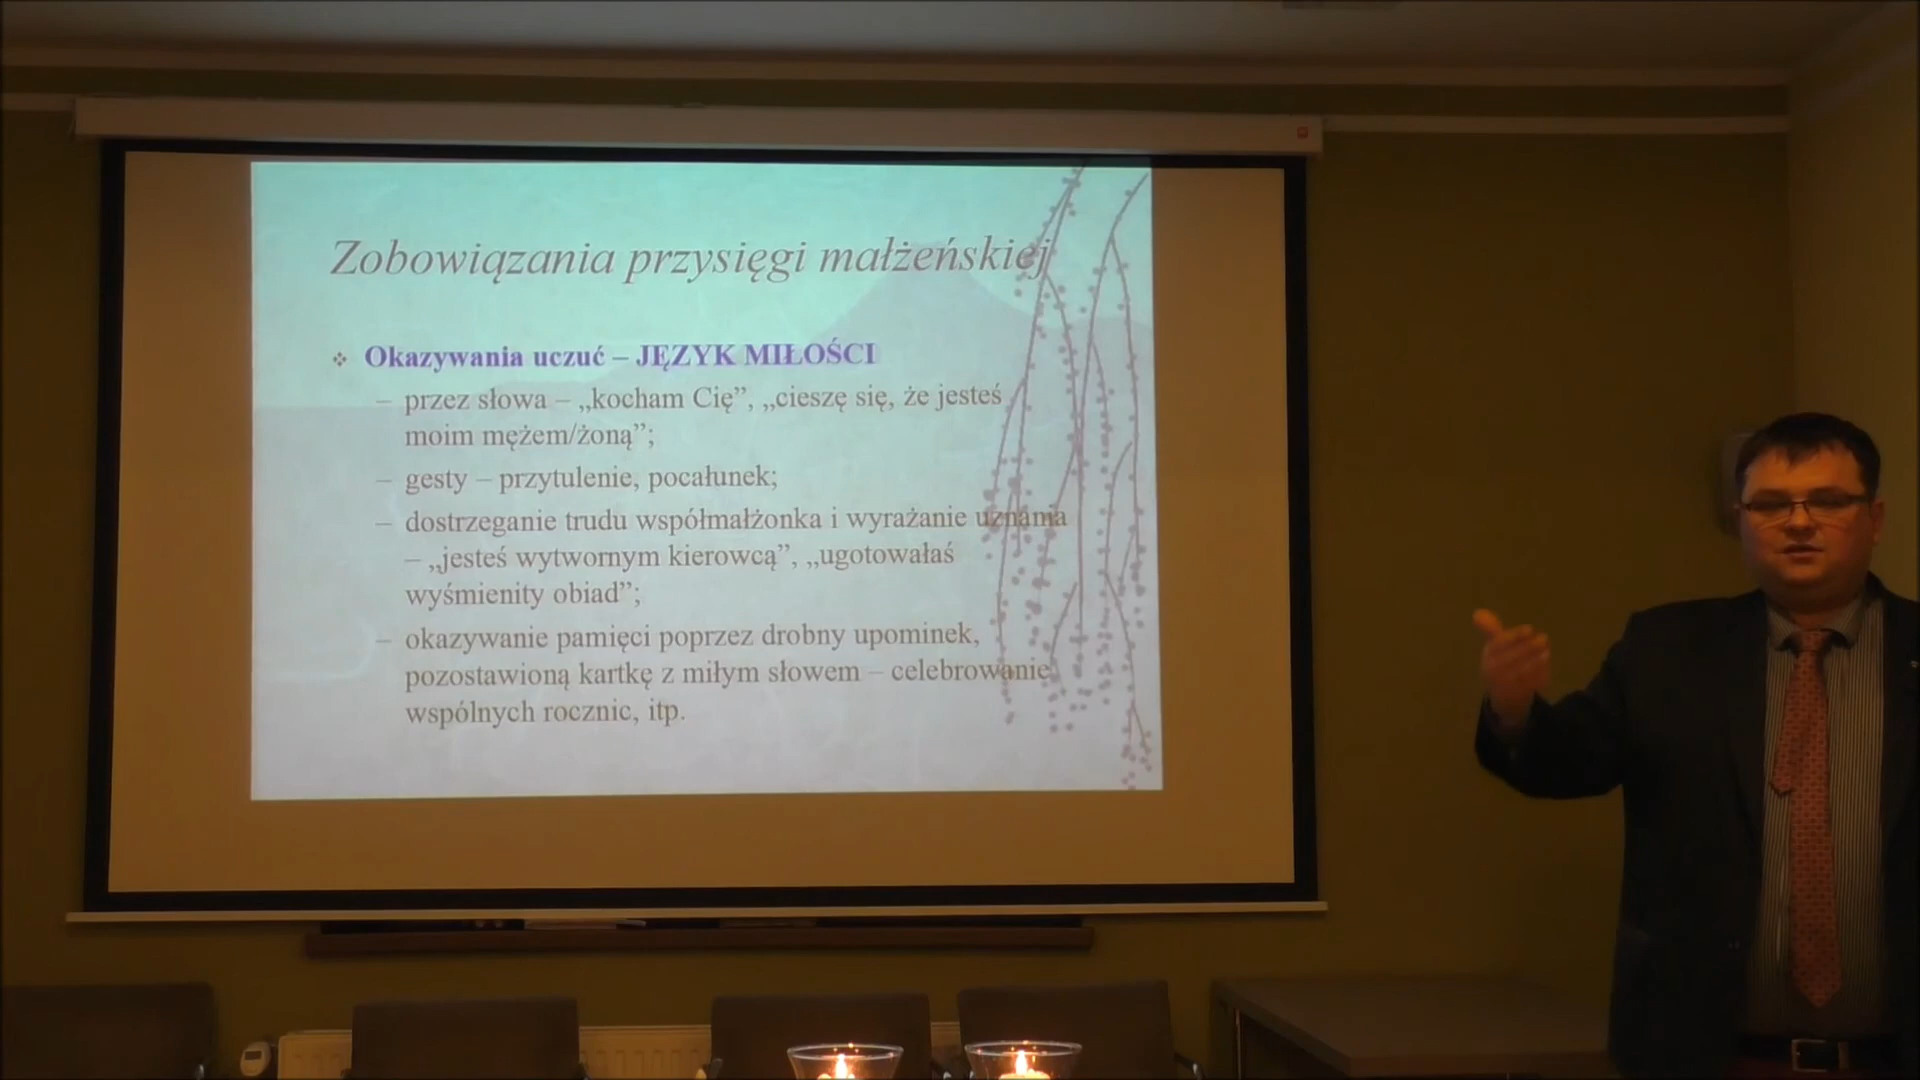 Zobowiązania przysięgi małżeńskiej
❖ Okazywania uczuć – JĘZYK MIŁOŚCI
– przez słowa – „kocham Cię”, „cieszę się, że jesteś
moim mężem/żoną”;
– gesty – przytulenie, pocałunek;
– dostrzeganie trudu współmałżonka i wyrażanie uznania
– „jesteś wytwornym kierowcą”, „ugotowałaś
wyśmienity obiad”;
– okazywanie pamięci poprzez drobny upominek,
pozostawioną kartkę z miłym słowem – celebrowanie
wspólnych rocznic, itp.